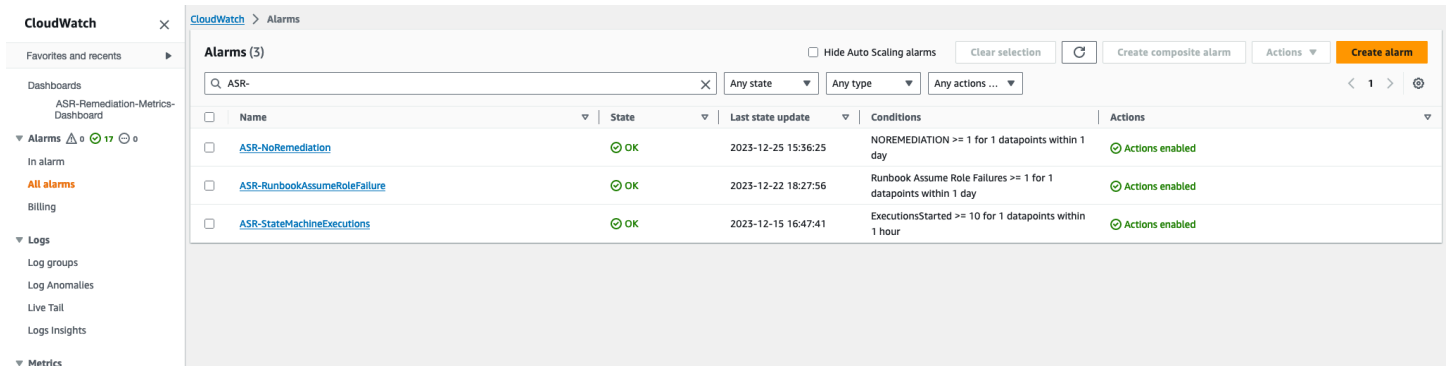 CloudWatch
Favorites and recents
Dashboards
ASR-Remediation-Metrics-
Dashboard
Alarms 0 17 0
In alarm
All alarms
Billing
Logs
Log groups
Log Anomalies
Live Tail
Logs Insights
Metrics
CloudWatch > Alarms
Alarms (3)
Hide Auto Scaling alarms
Clear selection
Create composite alarm
Actions
Create alarm
ASR-
Any state
Any type
Any actions ...
1
Name State Last state update Conditions Actions
ASR-NoRemediation OK 2023-12-25 15:36:25 NOREMEDIATION >= 1 for 1 datapoints within 1
day
Actions enabled
ASR-RunbookAssumeRoleFailure OK 2023-12-22 18:27:56 Runbook Assume Role Failures >= 1 for 1
datapoints within 1 day
Actions enabled
ASR-StateMachineExecutions OK 2023-12-15 16:47:41 ExecutionsStarted >= 10 for 1 datapoints within
1 hour
Actions enabled